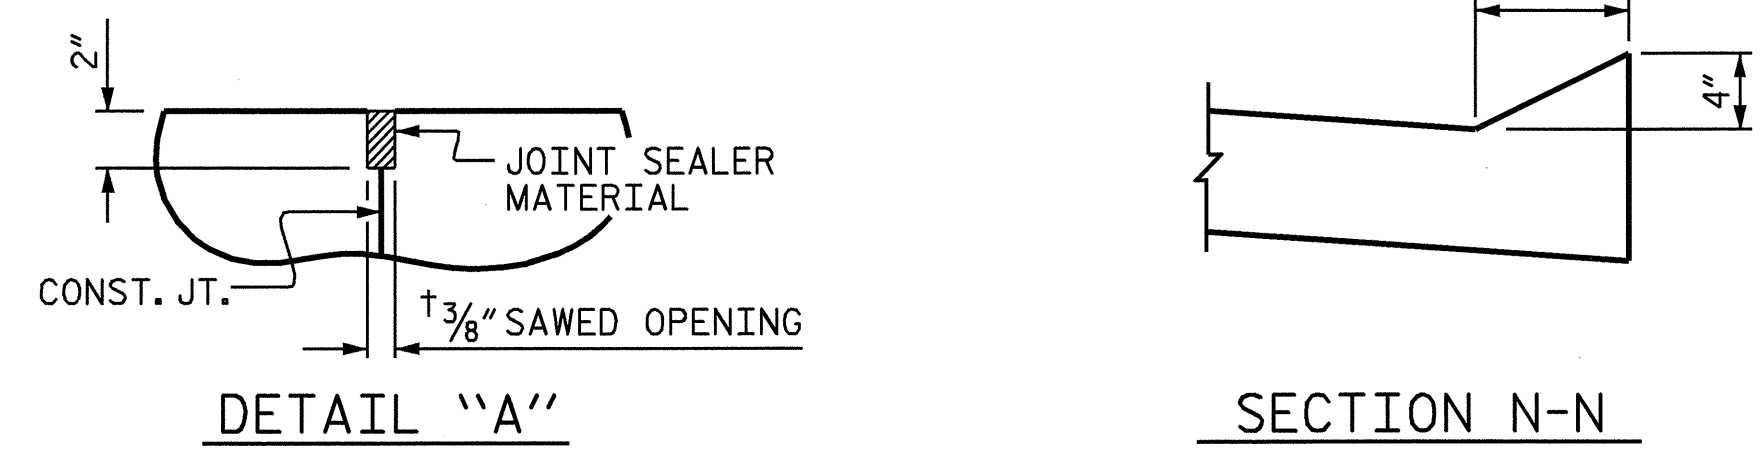 2"
JOINT SEALER
MATERIAL
CONST. JT.
†3/8" SAWED OPENING
DETAIL "A"
4"
SECTION N-N